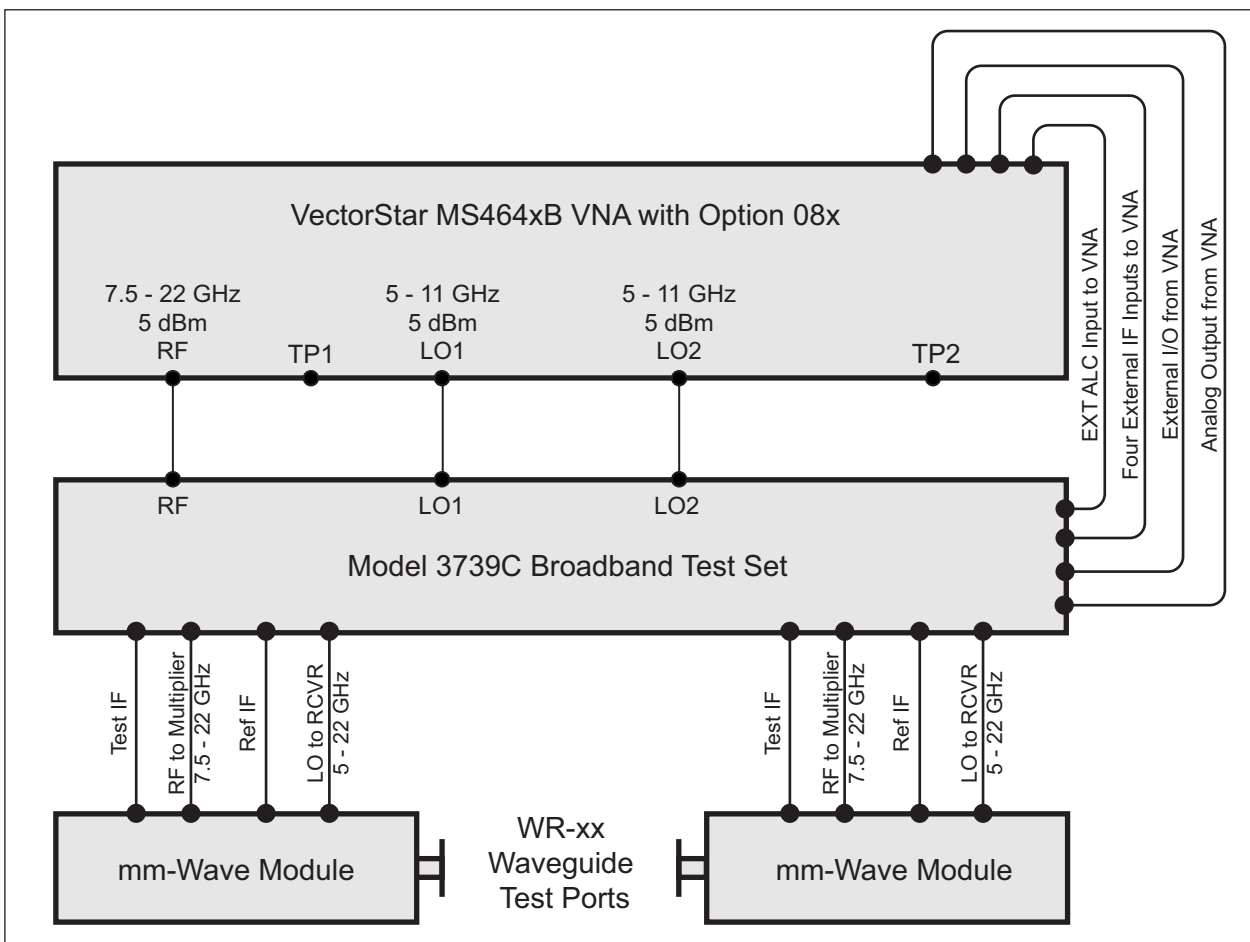 VectorStar MS464xB VNA with Option 08x
7.5 - 22 GHz
5 dBm
RF
TP1
5 - 11 GHz
5 dBm
LO1
5 - 11 GHz
5 dBm
LO2
TP2
EXT ALC Input to VNA
Four External IF Inputs to VNA
External I/O from VNA
Analog Output from VNA
RF
LO1
LO2
Model 3739C Broadband Test Set
Test IF
RF to Multiplier
7.5 - 22 GHz
Ref IF
LO to RCVR
5 - 22 GHz
Test IF
RF to Multiplier
7.5 - 22 GHz
Ref IF
LO to RCVR
5 - 22 GHz
mm-Wave Module
WR-xx
Waveguide
Test Ports
mm-Wave Module